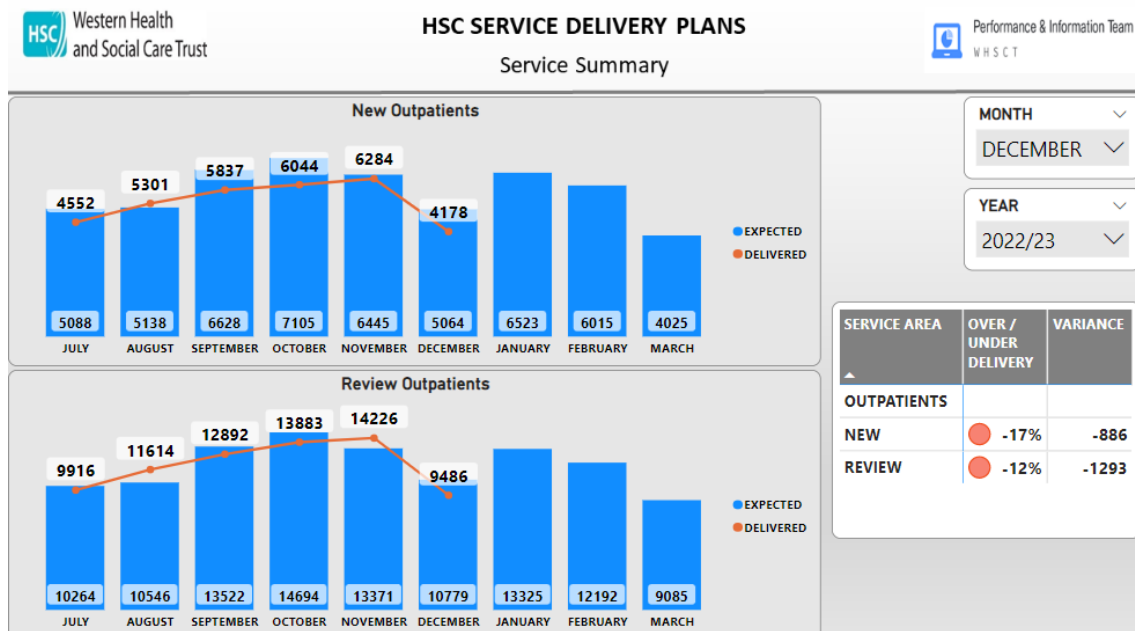 HSC
Western Health
and Social Care Trust
HSC SERVICE DELIVERY PLANS
Service Summary
Performance & Information Team
WHSCT
New Outpatients
4552 5301 5837 6044 6284 4178
5088 5138 6628 7105 6445 5064 6523 6015 4025
JULY AUGUST SEPTEMBER OCTOBER NOVEMBER DECEMBER JANUARY FEBRUARY MARCH
EXPECTED
DELIVERED
Review Outpatients
9916 11614 12892 13883 14226 9486
10264 10546 13522 14694 13371 10779 13325 12192 9085
JULY AUGUST SEPTEMBER OCTOBER NOVEMBER DECEMBER JANUARY FEBRUARY MARCH
EXPECTED
DELIVERED
MONTH
DECEMBER
YEAR
2022/23
SERVICE AREA OVER / VARIANCE
UNDER
DELIVERY
OUTPATIENTS
NEW -17% -886
REVIEW -12% -1293